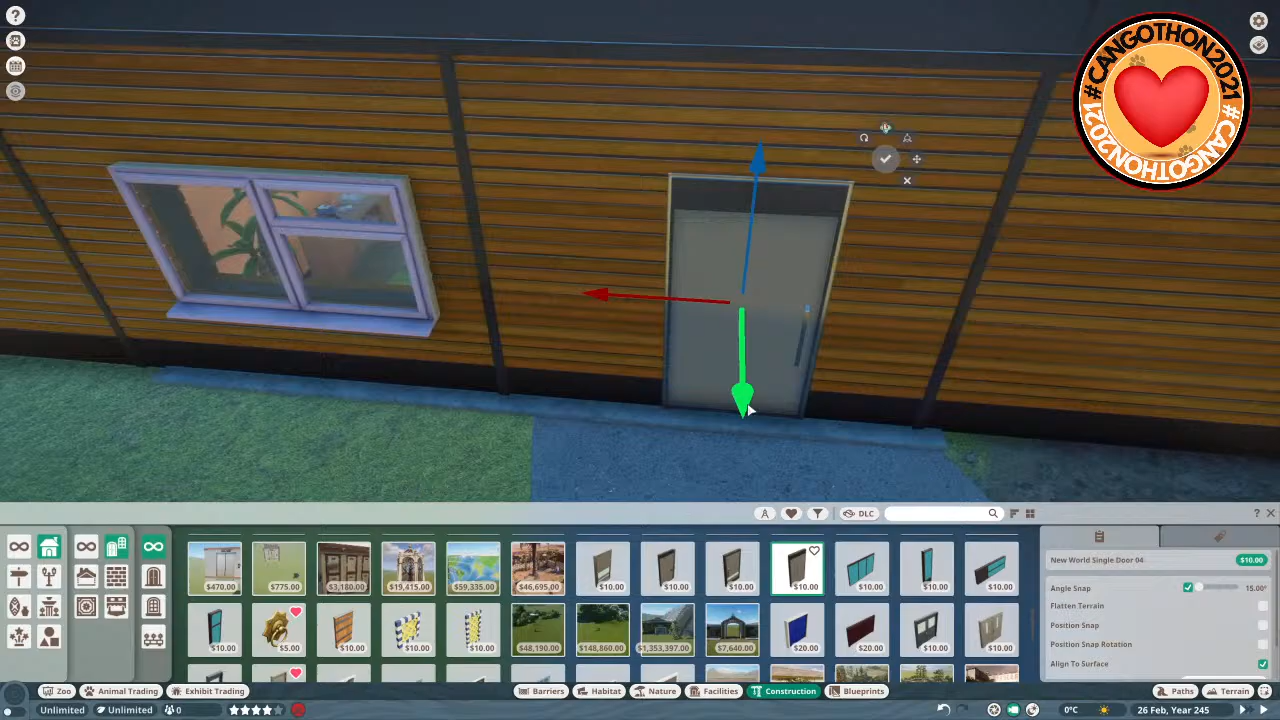 ?
#CANGOTHON2021
#CANGOTHON2021
A
DLC
? ×
$470.00 $775.00 $3,180.00 $19,415.00 $59,335.00 $46,695.00 $10.00 $10.00 $10.00 $10.00 $10.00 $10.00 $10.00
New World Single Door 04 $10.00
Angle Snap 15.00°
Flatten Terrain
Position Snap
Position Snap Rotation
Align To Surface
$10.00 $5.00 $10.00 $10.00 $10.00 $48,190.00 $148,860.00 $1,353,397.00 $7,640.00 $20.00 $20.00 $20.00 $10.00
Zoo Animal Trading Exhibit Trading Barriers Habitat Nature Facilities Construction Blueprints Paths Terrain
Unlimited Unlimited 0 0°C 26 Feb, Year 245